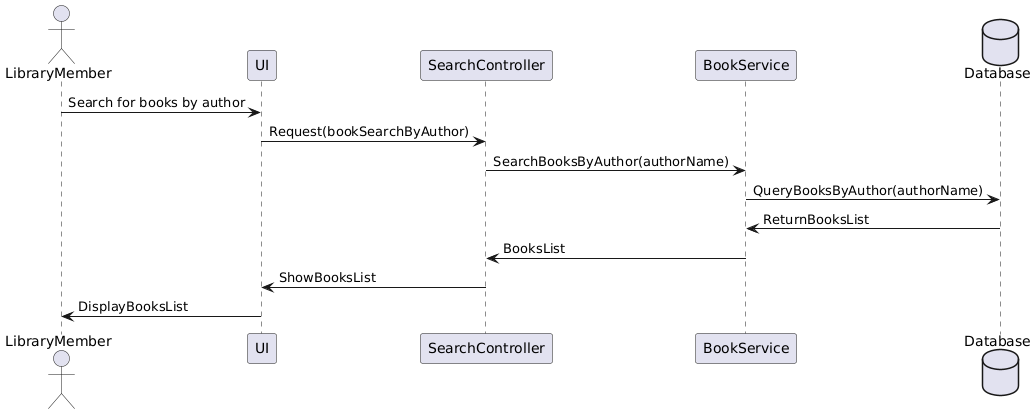 LibraryMember
UI
SearchController
BookService
Database
Search for books by author
Request(bookSearchByAuthor)
SearchBooksByAuthor(authorName)
QueryBooksByAuthor(authorName)
ReturnBooksList
BooksList
ShowBooksList
DisplayBooksList
LibraryMember
UI
SearchController
BookService
Database